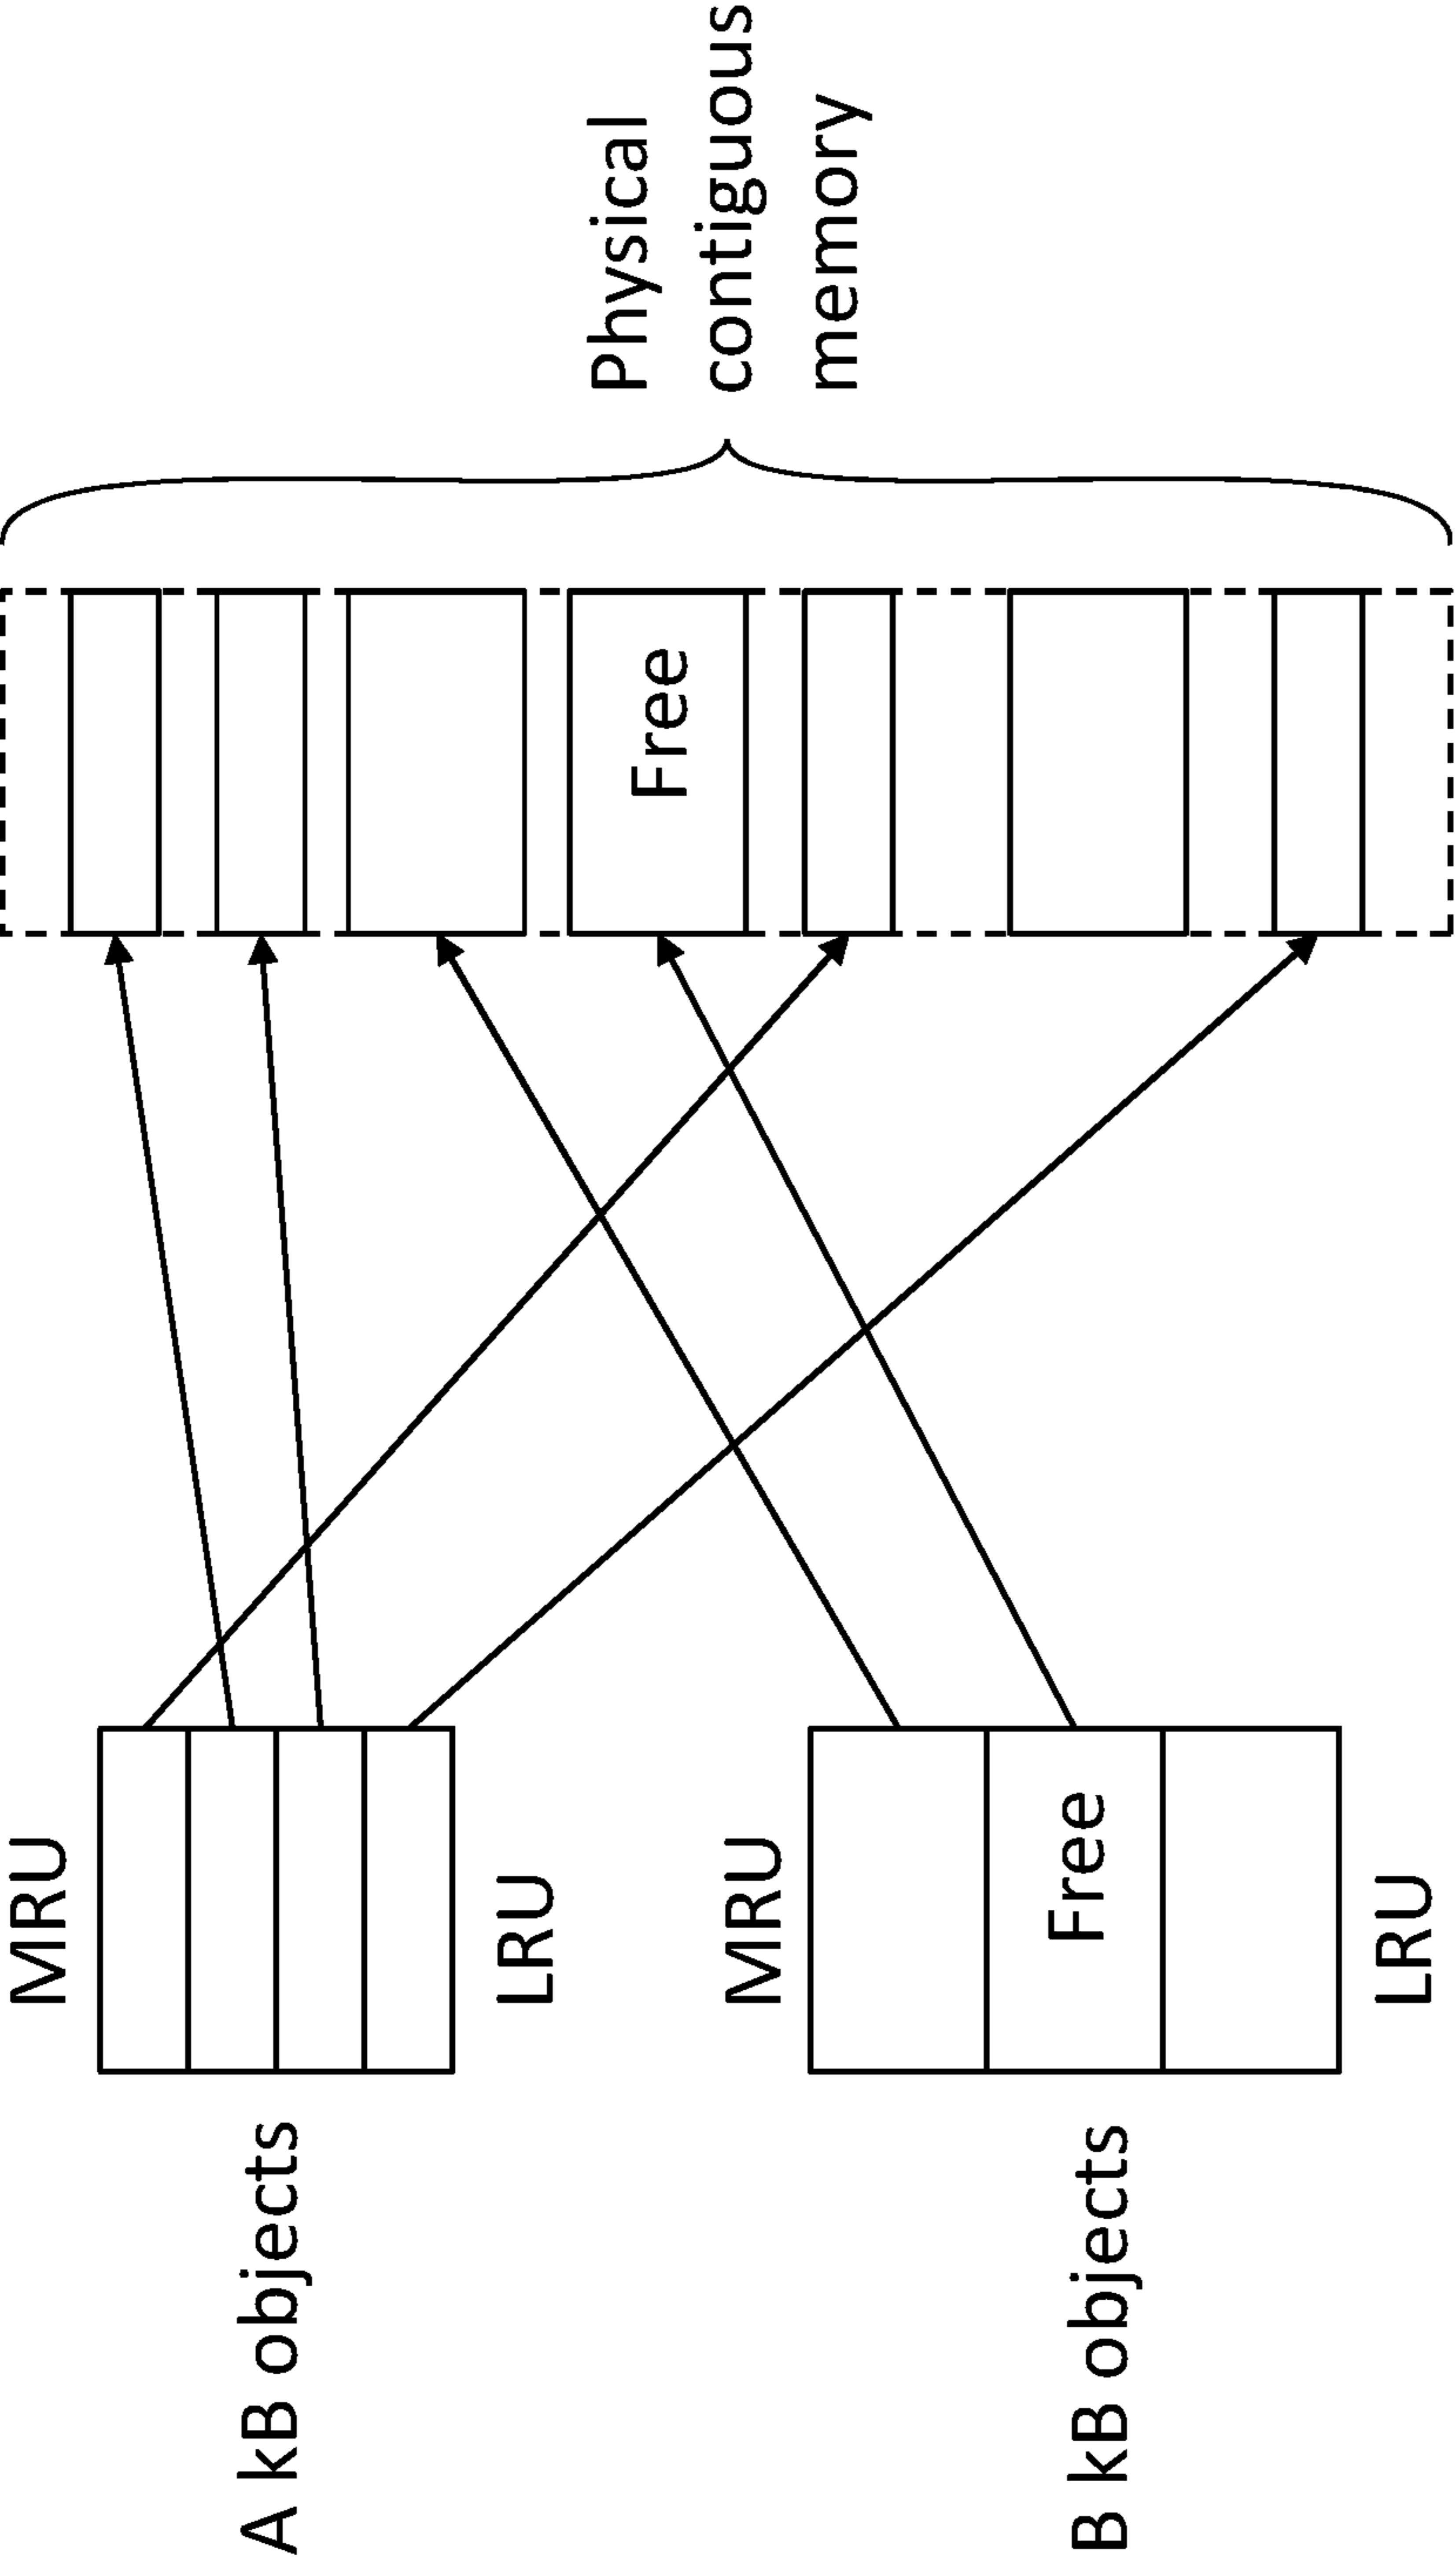 MRU
A kB objects
LRU
MRU
B kB objects
Free
LRU
Free
Physical
contiguous
memory